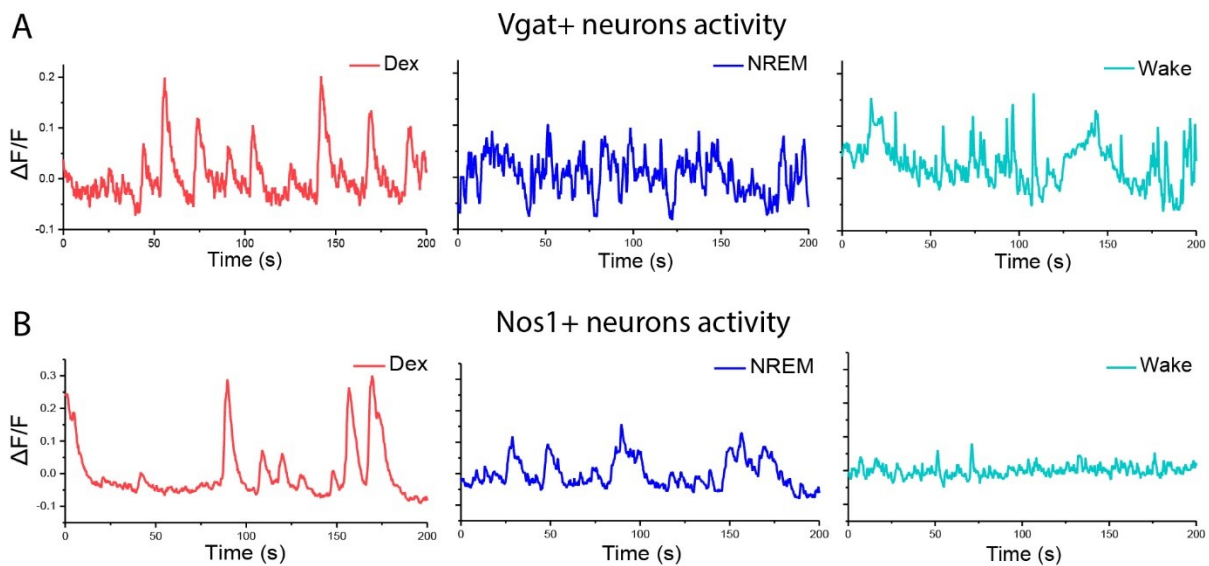 A
Vgat+ neurons activity
Dex
NREM
Wake
ΔF/F
0.2
0.1
0.0
-0.1
0 50 100 150 200
0 50 100 150 200
0 50 100 150 200
Time (s)
Time (s)
Time (s)
B
Nos1+ neurons activity
Dex
NREM
Wake
ΔF/F
0.3
0.2
0.1
0.0
-0.1
0 50 100 150 200
0 50 100 150 200
0 50 100 150 200
Time (s)
Time (s)
Time (s)